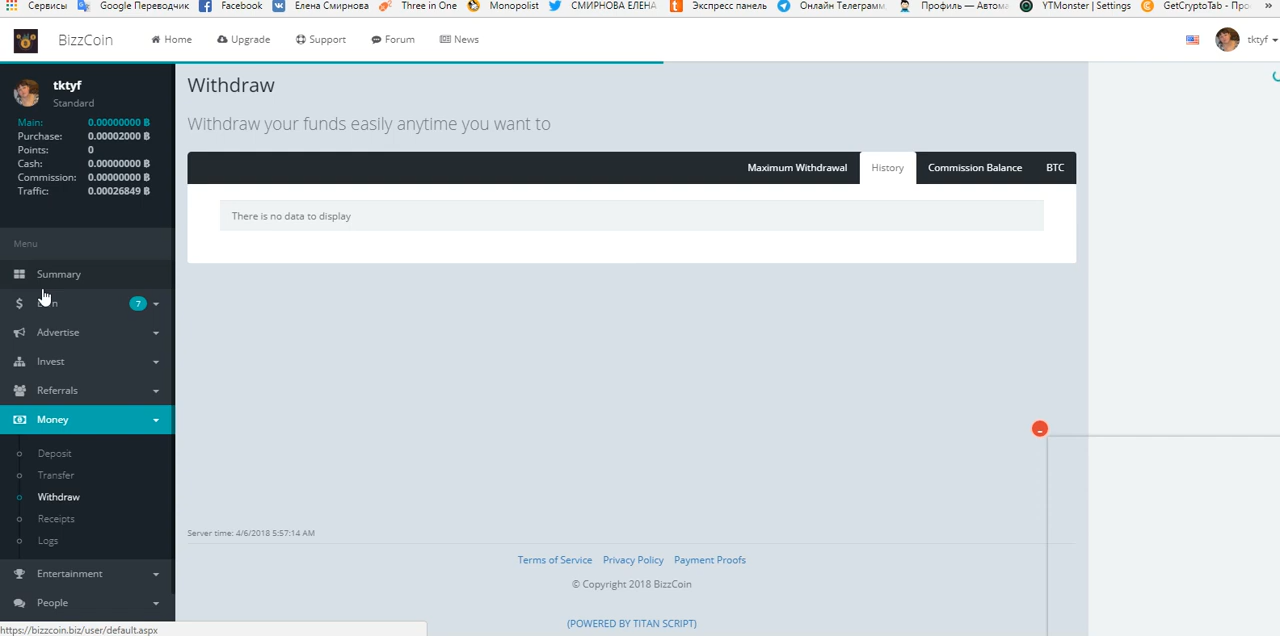 Сервисы Google Переводчик Facebook Елена Смирнова Three in One Monopolist СМИРНОВА ЕЛЕНА Экспресс панель Онлайн Телеграмм Профиль — Автома YTMonster | Settings GetCryptoTab - Про »
BizzCoin Home Upgrade Support Forum News tktyf
tktyf
Standard
Main: 0.00000000 ฿
Purchase: 0.00002000 ฿
Points: 0
Cash: 0.00000000 ฿
Commission: 0.00000000 ฿
Traffic: 0.00026849 ฿
Menu
Summary
7
Advertise
Invest
Referrals
Money
Deposit
Transfer
Withdraw
Receipts
Logs
Entertainment
People
Withdraw
Withdraw your funds easily anytime you want to
Maximum Withdrawal History Commission Balance BTC
There is no data to display
Server time: 4/6/2018 5:57:14 AM
Terms of Service Privacy Policy Payment Proofs
© Copyright 2018 BizzCoin
(POWERED BY TITAN SCRIPT)
https://bizzcoin.biz/user/default.aspx